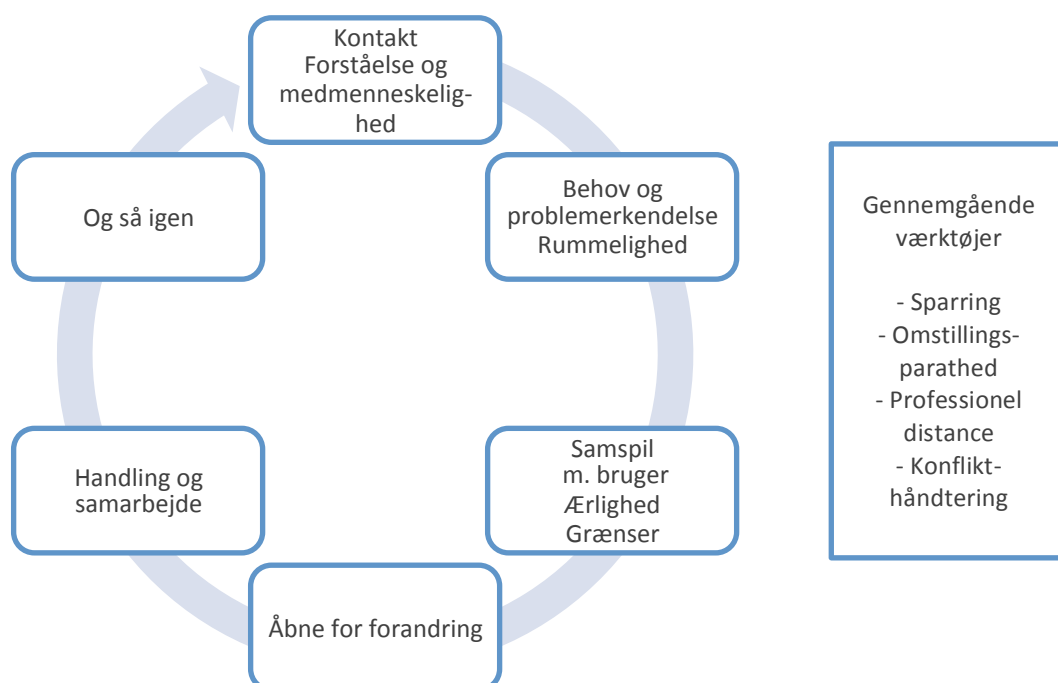 Kontakt
Forståelse og
medmenneskelig-
hed
Behov og
problemerkendelse
Rummelighed
Samspil
m. bruger
Ærlighed
Grænser
Åbne for forandring
Handling og
samarbejde
Og så igen
Gennemgående
værktøjer
- Sparring
- Omstillings-
parathed
- Professionel
distance
- Konflikt-
håndtering